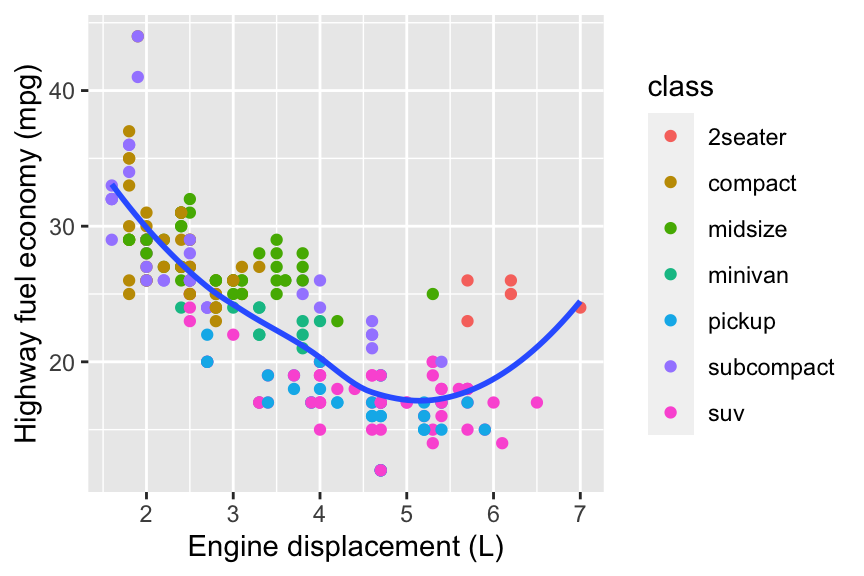 Highway fuel economy (mpg)
40
30
20
2 3 4 5 6 7
Engine displacement (L)
class
2seater
compact
midsize
minivan
pickup
subcompact
suv